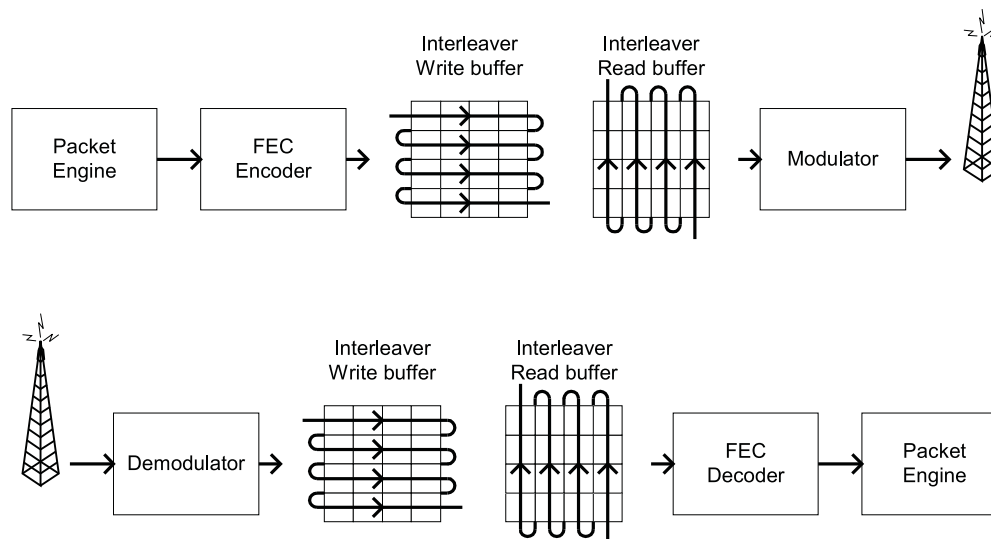 Interleaver
Write buffer
Interleaver
Read buffer
Packet
Engine
FEC
Encoder
Modulator
Interleaver
Write buffer
Interleaver
Read buffer
Demodulator
FEC
Decoder
Packet
Engine